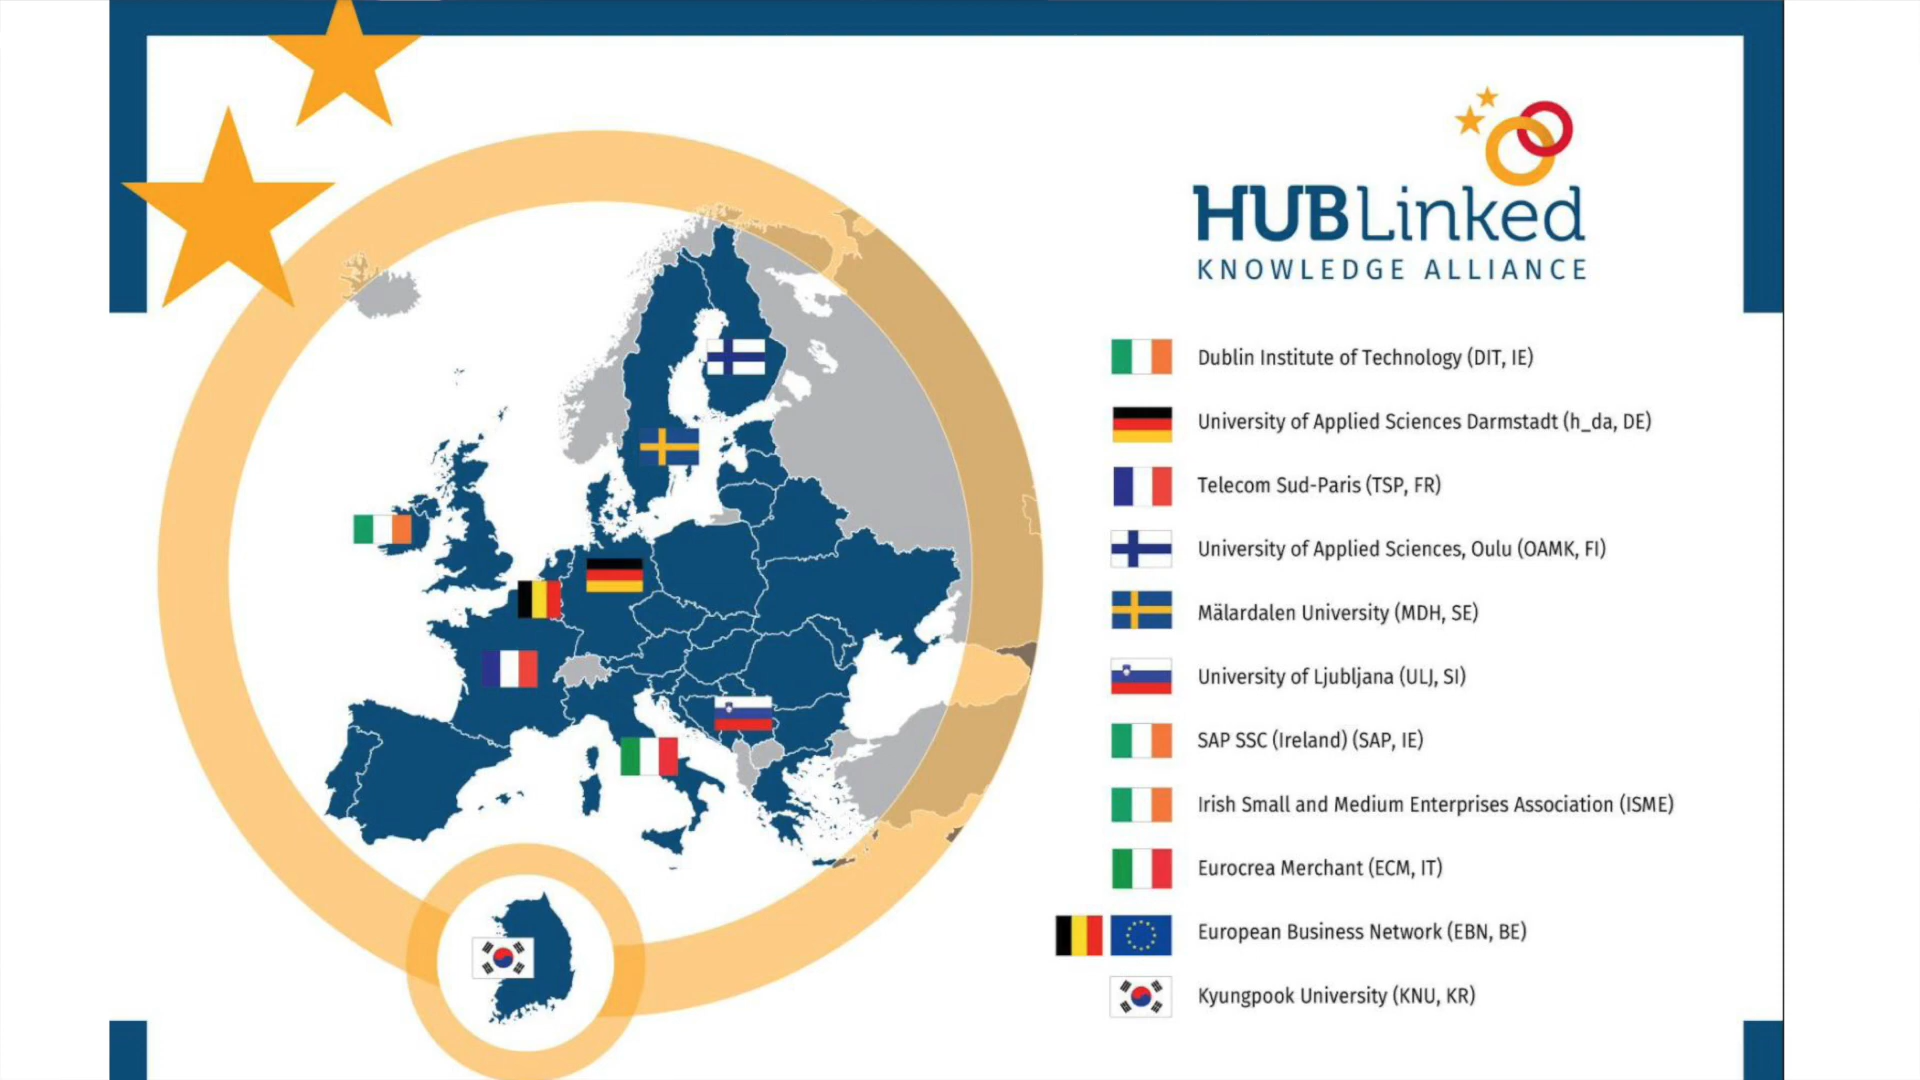 HUBLinked
KNOWLEDGE ALLIANCE
Dublin Institute of Technology (DIT, IE)
University of Applied Sciences Darmstadt (h_da, DE)
Telecom Sud-Paris (TSP, FR)
University of Applied Sciences, Oulu (OAMK, FI)
Mälardalen University (MDH, SE)
University of Ljubljana (ULJ, SI)
SAP SSC (Ireland) (SAP, IE)
Irish Small and Medium Enterprises Association (ISME)
Eurocrea Merchant (ECM, IT)
European Business Network (EBN, BE)
Kyungpook University (KNU, KR)